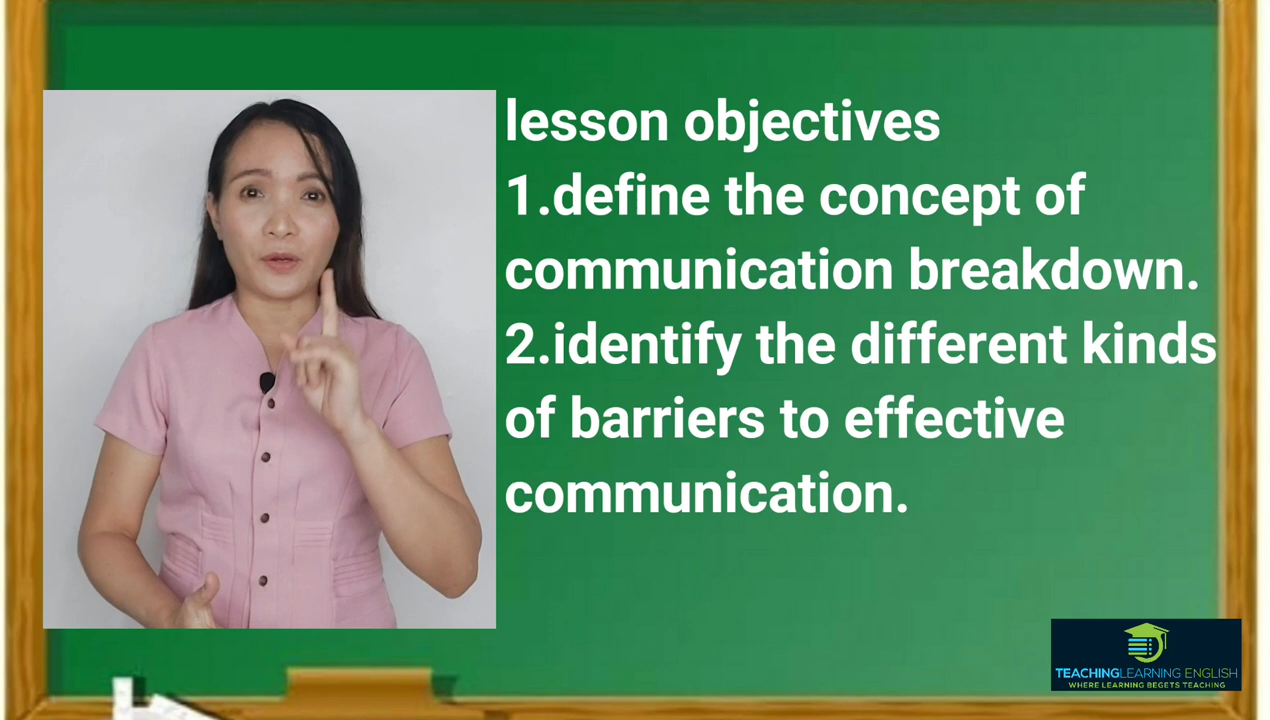 lesson objectives
1.define the concept of
communication breakdown.
2.identify the different kinds
of barriers to effective
communication.
TEACHINGLEARNING ENGLISH
WHERE LEARNING BEGETS TEACHING